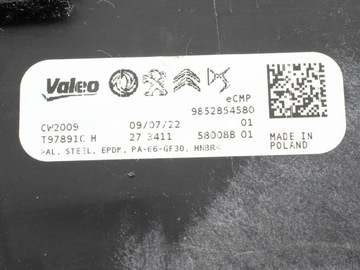 Valeo
eCMP
9852854580
CW2009 09/07/22 01
T97891C H 27 3411 58008B 01
>AL, STEEL, EPDM, PA-66-GF30, HNBR<
MADE IN
POLAND